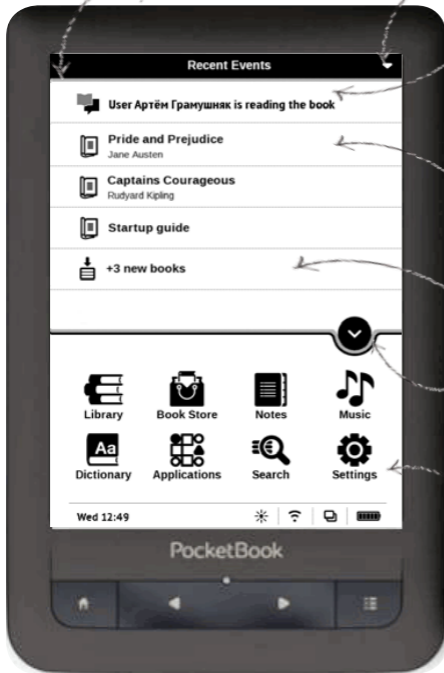 Recent Events
User Артём Грамушняк is reading the book
Pride and Prejudice
Jane Austen
Captains Courageous
Rudyard Kipling
Startup guide
+3 new books
Library Book Store Notes Music
Aa
Dictionary Applications Search Settings
Wed 12:49
PocketBook